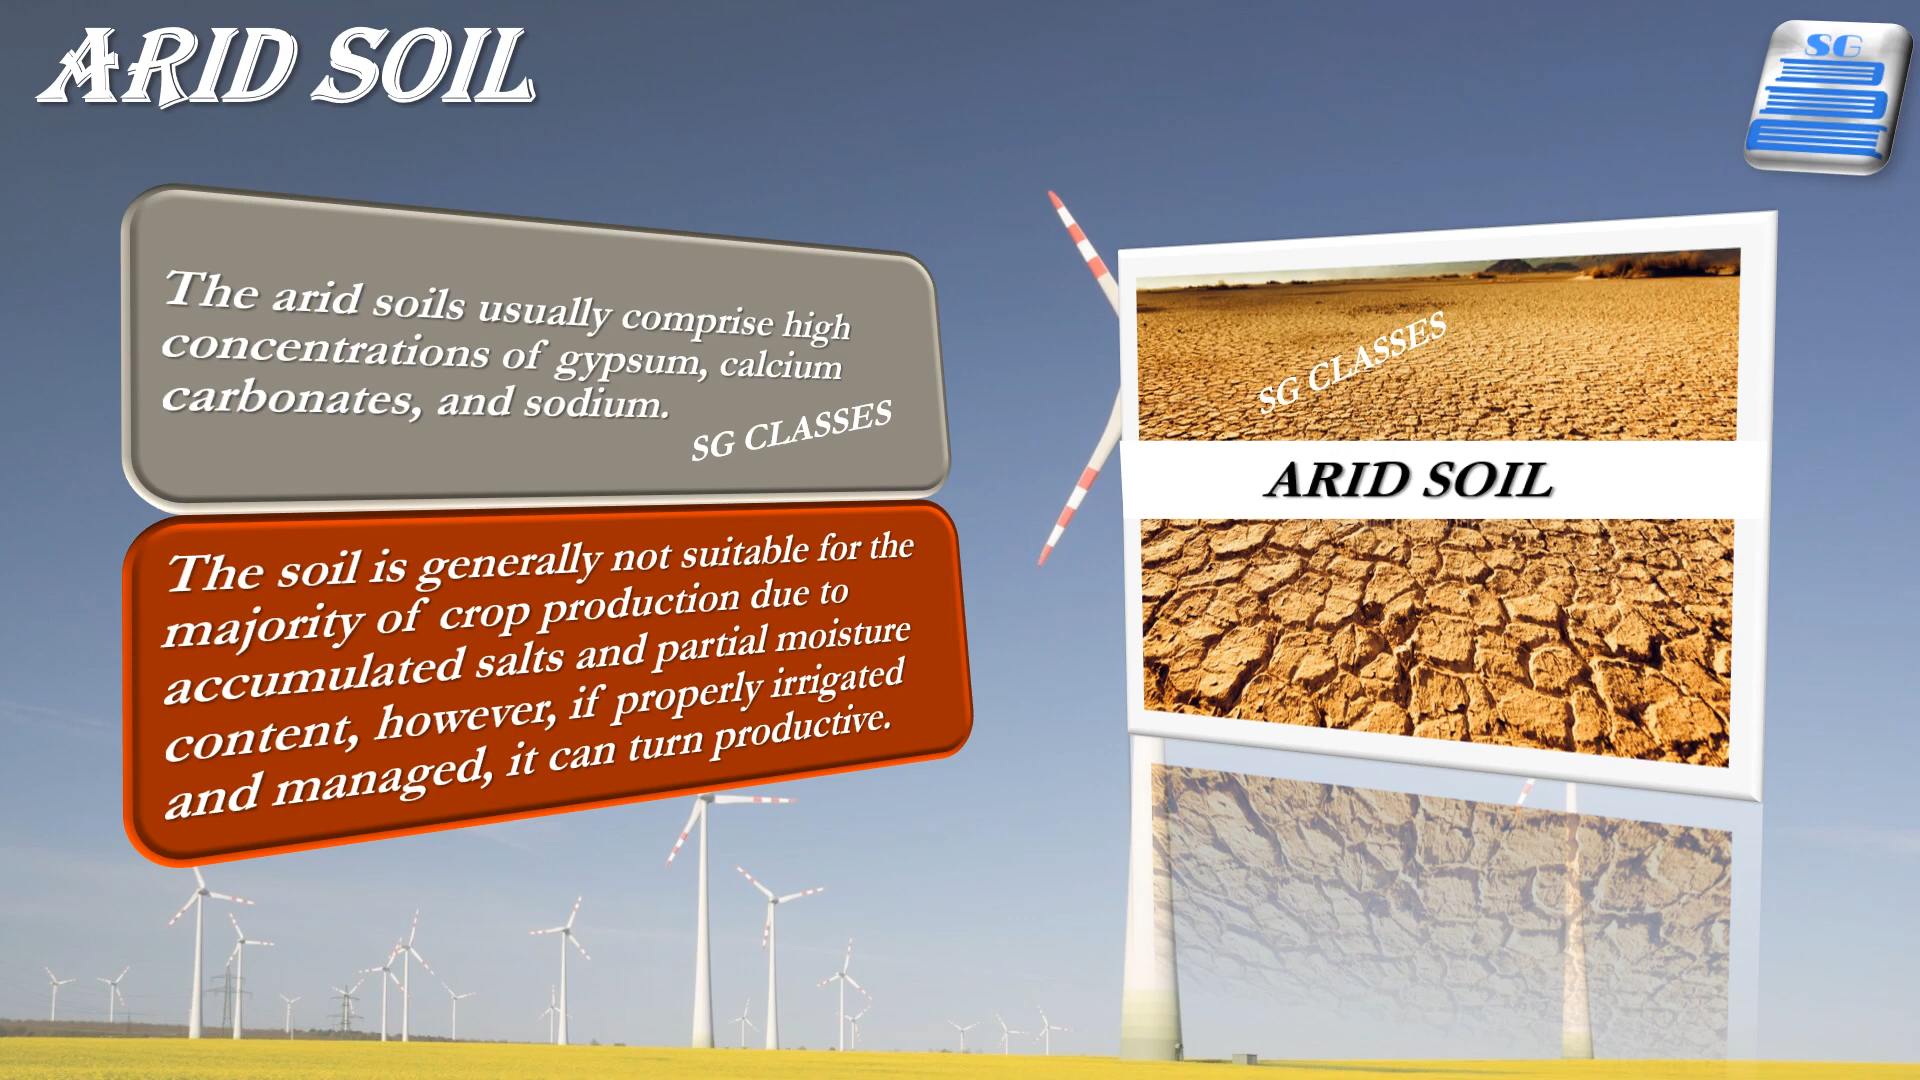 ARID SOIL
SG
The arid soils usually comprise high
concentrations of gypsum, calcium
carbonates, and sodium.
SG CLASSES
The soil is generally not suitable for the
majority of crop production due to
accumulated salts and partial moisture
content, however, if properly irrigated
and managed, it can turn productive.
SG CLASSES
ARID SOIL